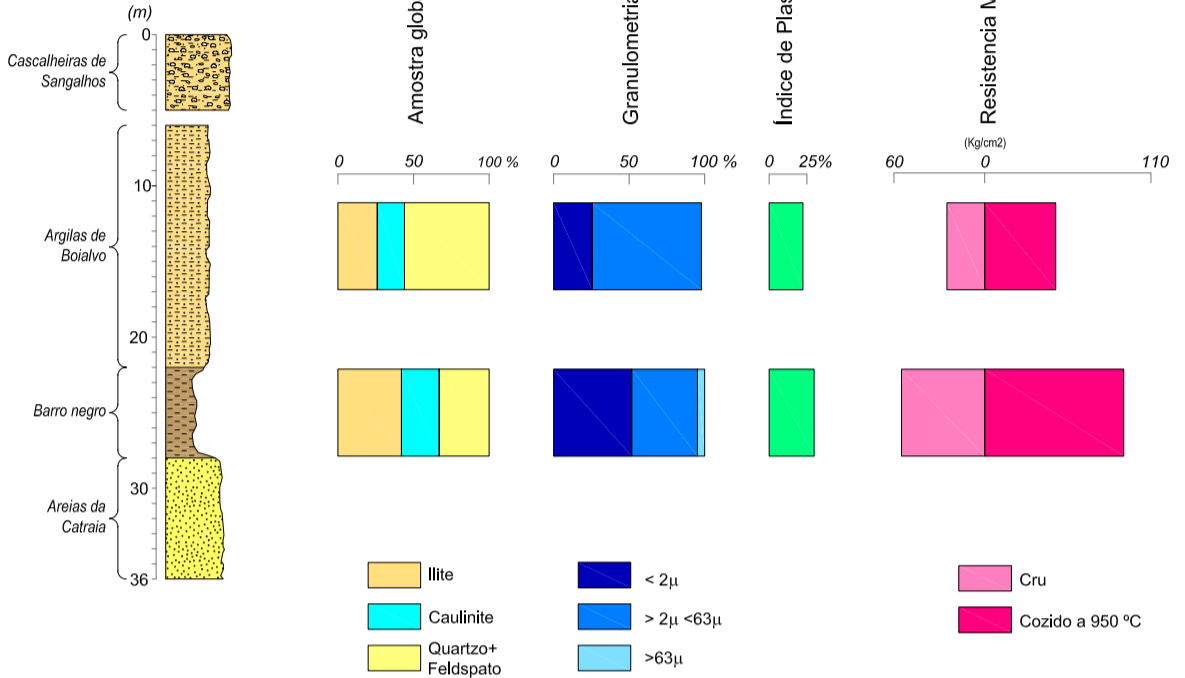 (m)
0
10
20
30
36
Cascalheiras de
Sangalhos
Argilas de
Boialvo
Barro negro
Areias da
Catraia
Amostra glob
0 50 100 %
Granulometria
0 50 100 %
Índice de Plas
0 25%
Resistencia M
(Kg/cm2)
60 0 110
Ilite
Caulinite
Quartzo+
Feldspato
< 2µ
> 2µ <63µ
>63µ
Cru
Cozido a 950 ºC